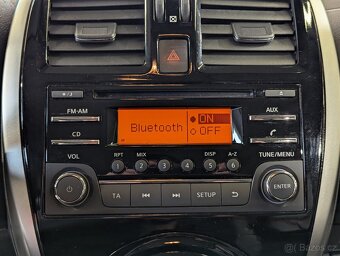 FM·AM
AUX
Bluetooth ON
OFF
CD
VOL
RPT MIX DISP A-Z
TUNE/MENU
1 2 3 4 5 6
TA SETUP
ENTER
Bazos.cz